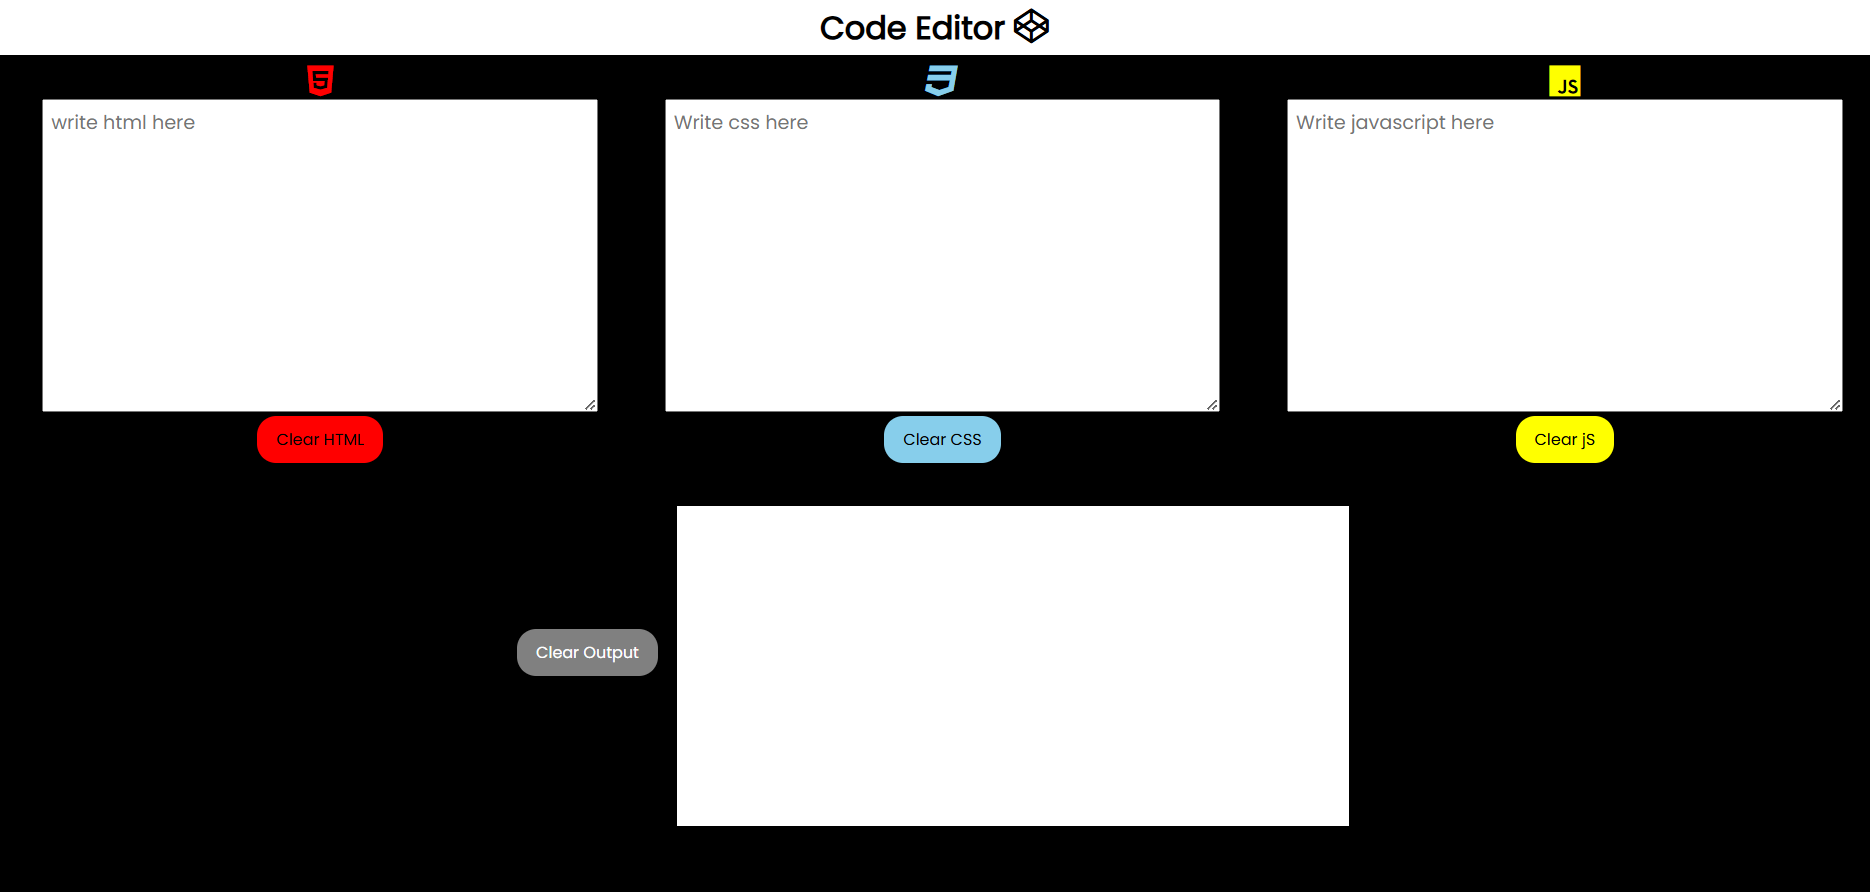 Code Editor
5
JS
write html here
Write css here
Write javascript here
Clear HTML
Clear CSS
Clear jS
Clear Output